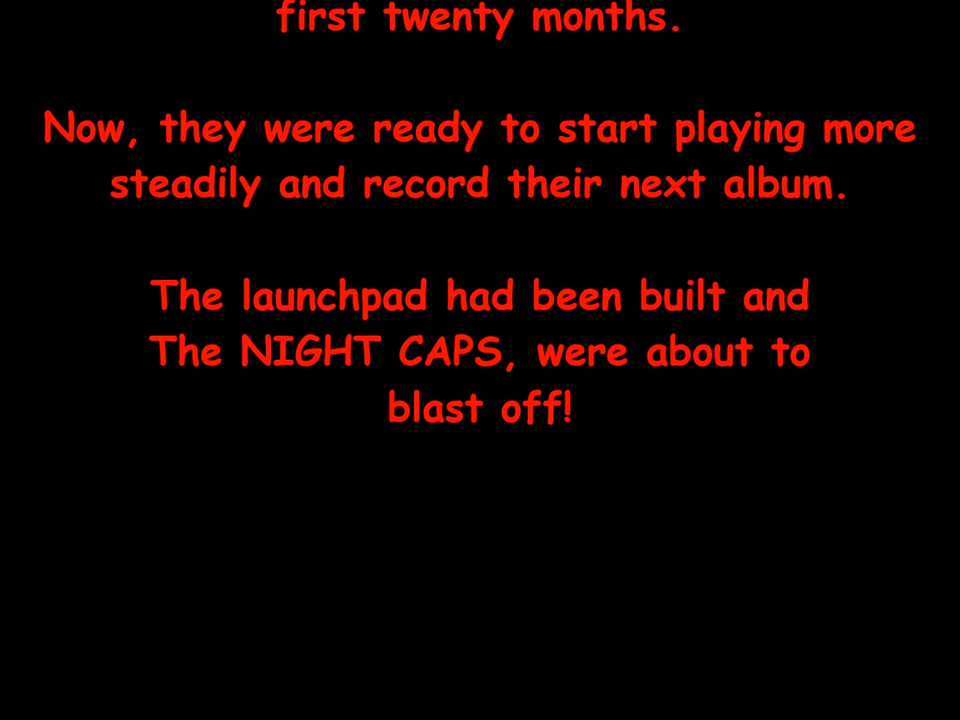 first twenty months.
Now, they were ready to start playing more
steadily and record their next album.
The launchpad had been built and
The NIGHT CAPS, were about to
blast off!